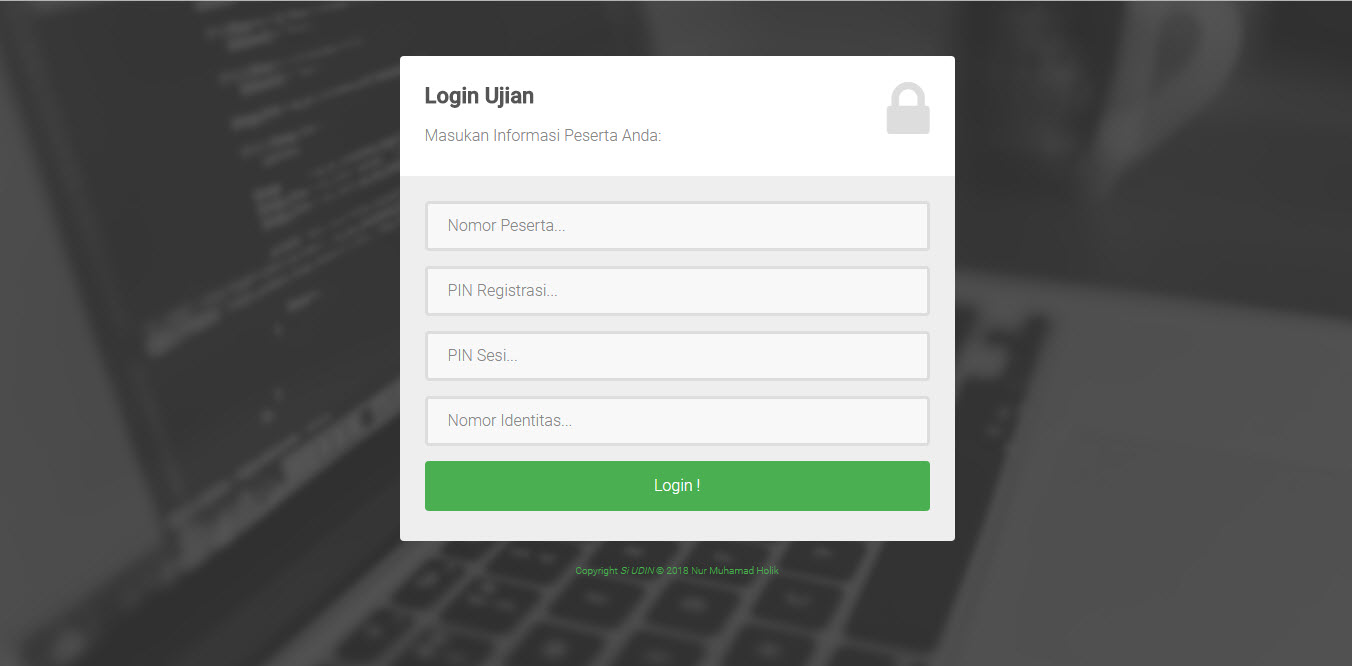 Login Ujian
Masukan Informasi Peserta Anda:
Nomor Peserta...
PIN Registrasi...
PIN Sesi...
Nomor Identitas...
Login !
Copyright Si UDIN © 2018 Nur Muhamad Holik